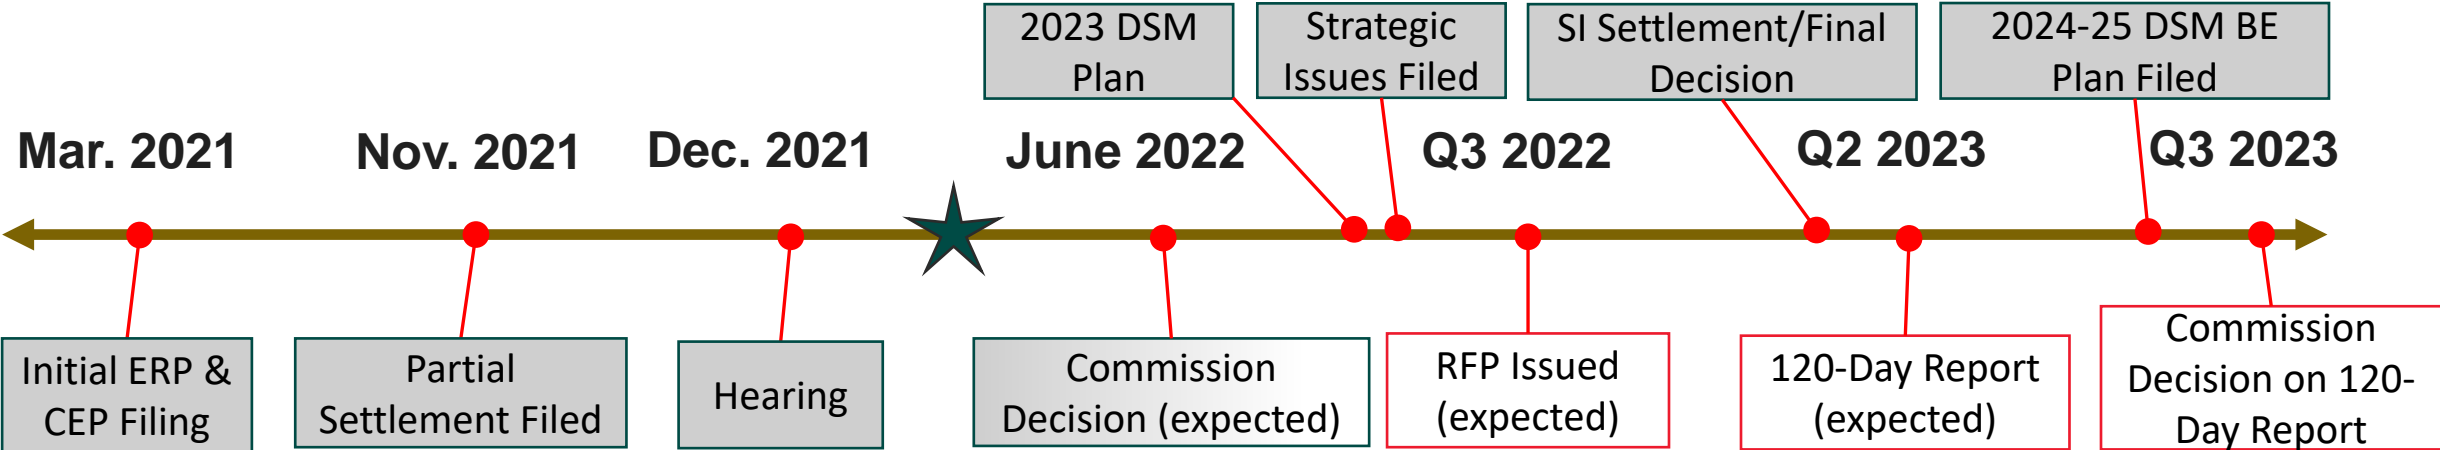 2023 DSM
Plan
Strategic
Issues Filed
SI Settlement/Final
Decision
2024-25 DSM BE
Plan Filed
Mar. 2021
Nov. 2021
Dec. 2021
June 2022
Q3 2022
Q2 2023
Q3 2023
Initial ERP &
CEP Filing
Partial
Settlement Filed
Hearing
Commission
Decision (expected)
RFP Issued
(expected)
120-Day Report
(expected)
Commission
Decision on 120-
Day Report